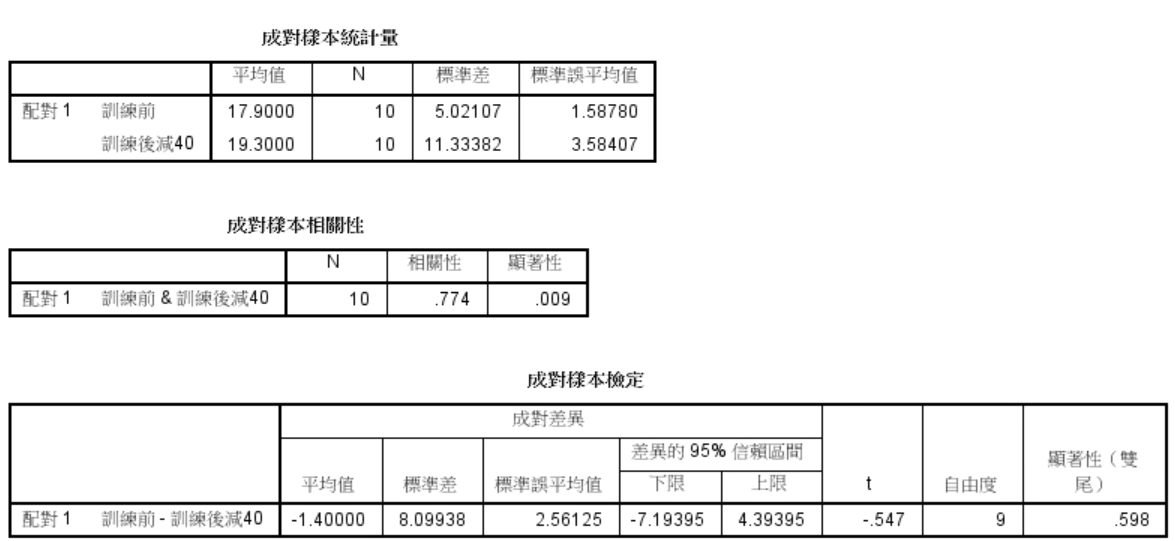 成對樣本統計量
平均值 N 標準差 標準誤平均值
配對 1 訓練前 17.9000 10 5.02107 1.58780
訓練後減40 19.3000 10 11.33382 3.58407
成對樣本相關性
N 相關性 顯著性
配對 1 訓練前 & 訓練後減40 10 .774 .009
成對樣本檢定
成對差異
差異的 95% 信賴區間
平均值 標準差 標準誤平均值 下限 上限 t 自由度 顯著性（雙
尾）
配對 1 訓練前 - 訓練後減40 -1.40000 8.09938 2.56125 -7.19395 4.39395 -.547 9 .598